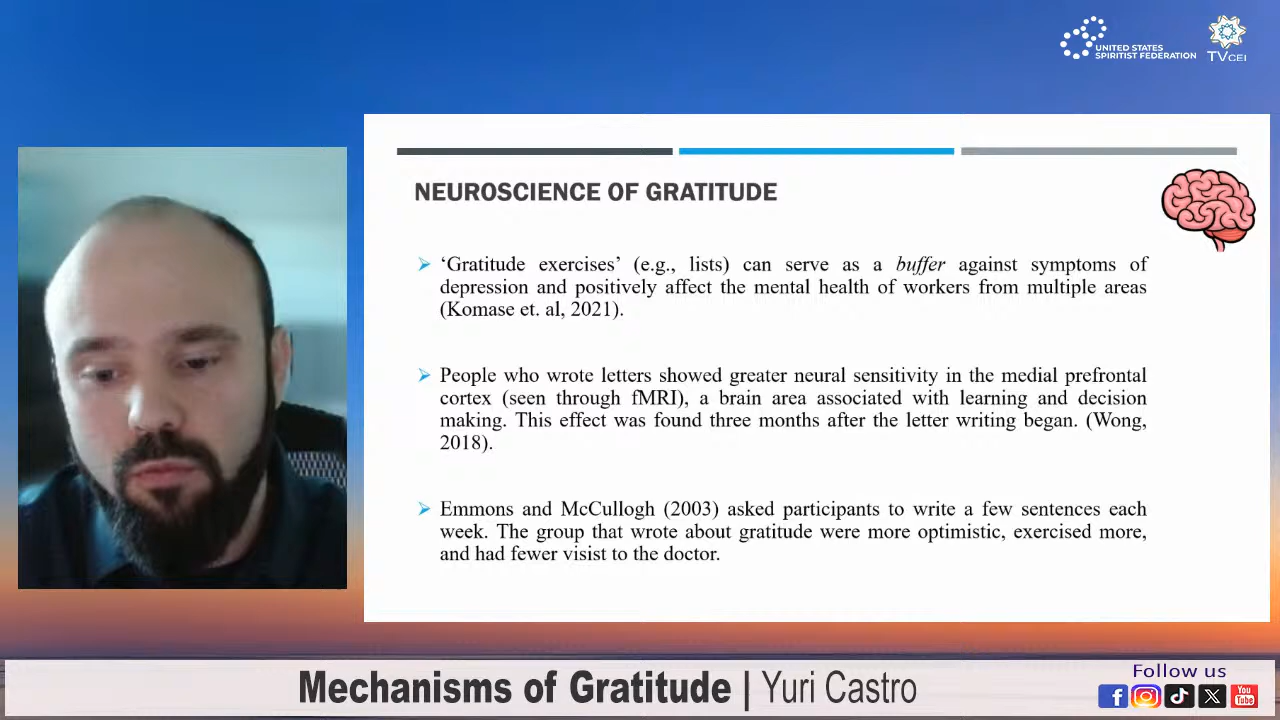 UNITED STATES
SPIRITIST FEDERATION
TVCEI
NEUROSCIENCE OF GRATITUDE
‘Gratitude exercises’ (e.g., lists) can serve as a buffer against symptoms of
depression and positively affect the mental health of workers from multiple areas
(Komase et. al, 2021).
People who wrote letters showed greater neural sensitivity in the medial prefrontal
cortex (seen through fMRI), a brain area associated with learning and decision
making. This effect was found three months after the letter writing began. (Wong,
2018).
Emmons and McCullogh (2003) asked participants to write a few sentences each
week. The group that wrote about gratitude were more optimistic, exercised more,
and had fewer visist to the doctor.
Mechanisms of Gratitude | Yuri Castro
Follow us
You
Tube